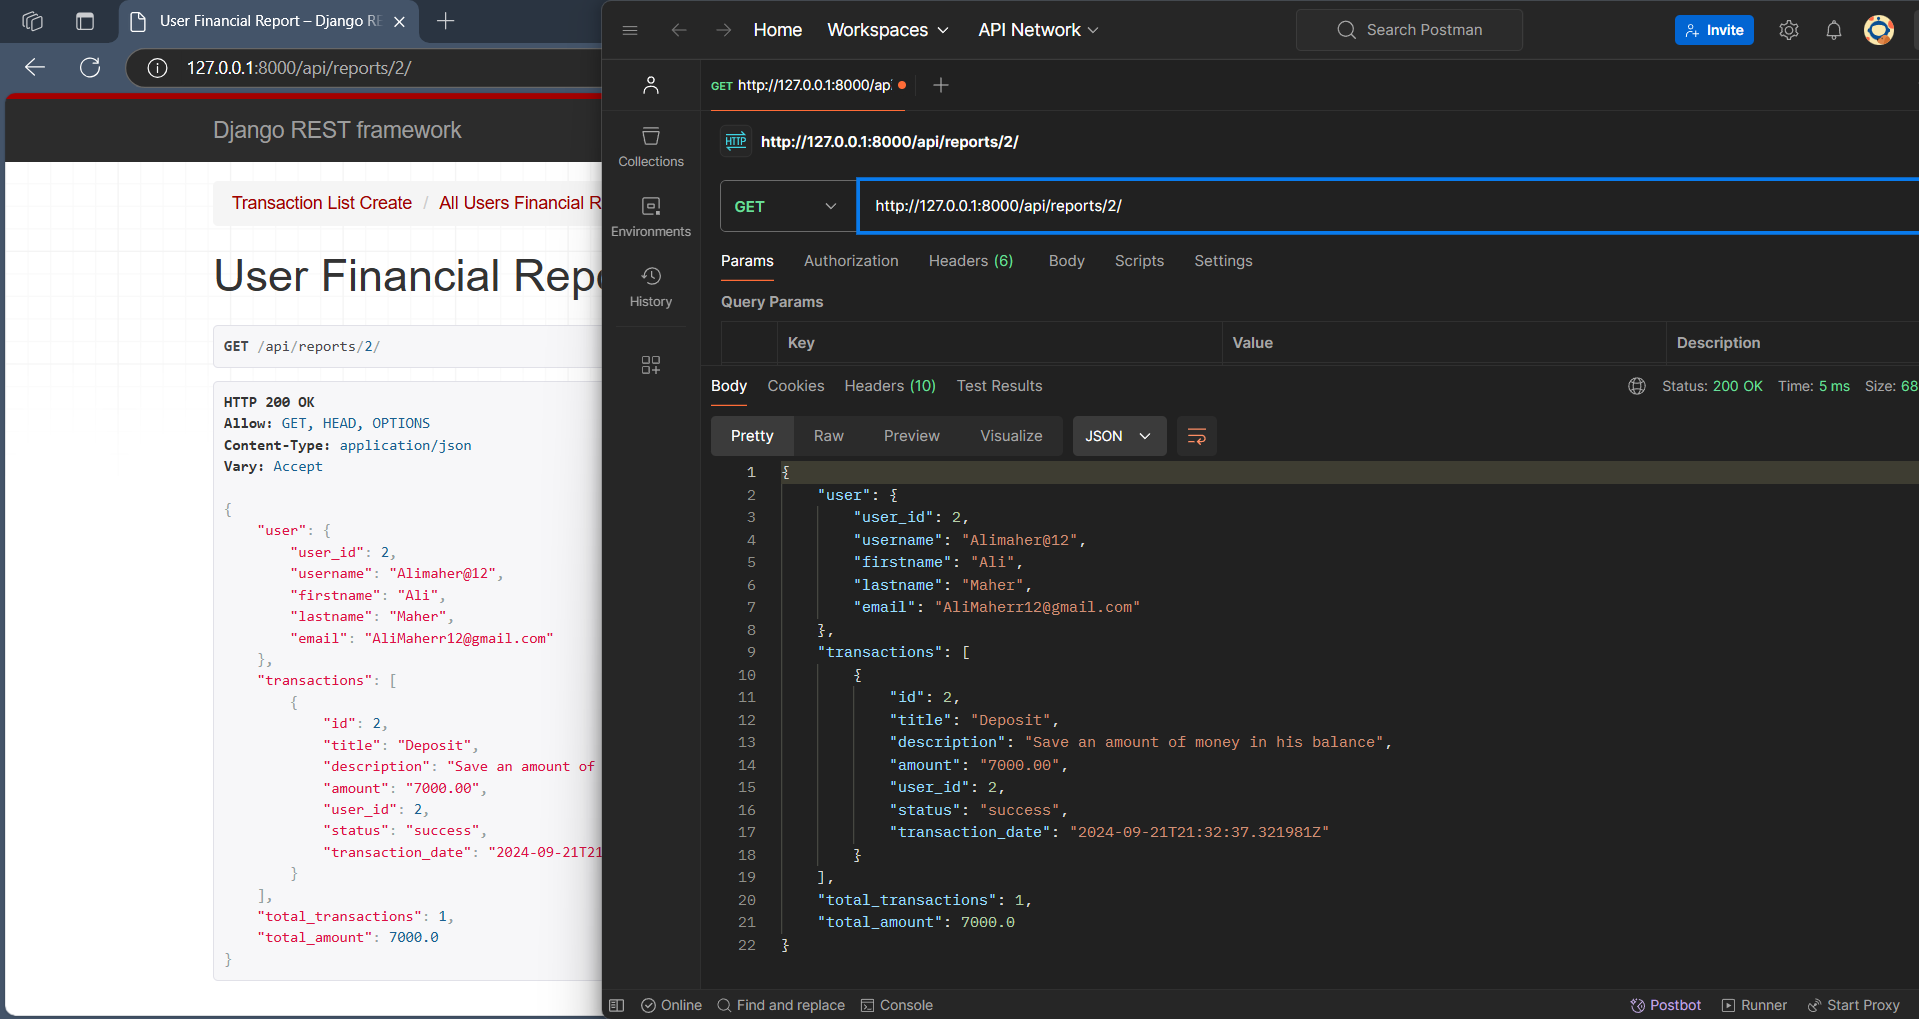 User Financial Report – Django RE
127.0.0.1:8000/api/reports/2/
Django REST framework
Transaction List Create / All Users Financial R
User Financial Repo
GET /api/reports/2/
HTTP 200 OK
Allow: GET, HEAD, OPTIONS
Content-Type: application/json
Vary: Accept
{
"user": {
"user_id": 2,
"username": "Alimaher@12",
"firstname": "Ali",
"lastname": "Maher",
"email": "AliMaherr12@gmail.com"
},
"transactions": [
{
"id": 2,
"title": "Deposit",
"description": "Save an amount of
"amount": "7000.00",
"user_id": 2,
"status": "success",
"transaction_date": "2024-09-21T21
}
],
"total_transactions": 1,
"total_amount": 7000.0
}
Home Workspaces API Network
Search Postman
Invite
GET http://127.0.0.1:8000/ap
Collections
Environments
History
HTTP http://127.0.0.1:8000/api/reports/2/
GET http://127.0.0.1:8000/api/reports/2/
Params Authorization Headers (6) Body Scripts Settings
Query Params
Key Value Description
Body Cookies Headers (10) Test Results
Status: 200 OK Time: 5 ms Size: 68
Pretty Raw Preview Visualize JSON
1 {
2 "user": {
3 "user_id": 2,
4 "username": "Alimaher@12",
5 "firstname": "Ali",
6 "lastname": "Maher",
7 "email": "AliMaherr12@gmail.com"
8 },
9 "transactions": [
10 {
11 "id": 2,
12 "title": "Deposit",
13 "description": "Save an amount of money in his balance",
14 "amount": "7000.00",
15 "user_id": 2,
16 "status": "success",
17 "transaction_date": "2024-09-21T21:32:37.321981Z"
18 }
19 ],
20 "total_transactions": 1,
21 "total_amount": 7000.0
22 }
Online Find and replace Console
Postbot Runner Start Proxy